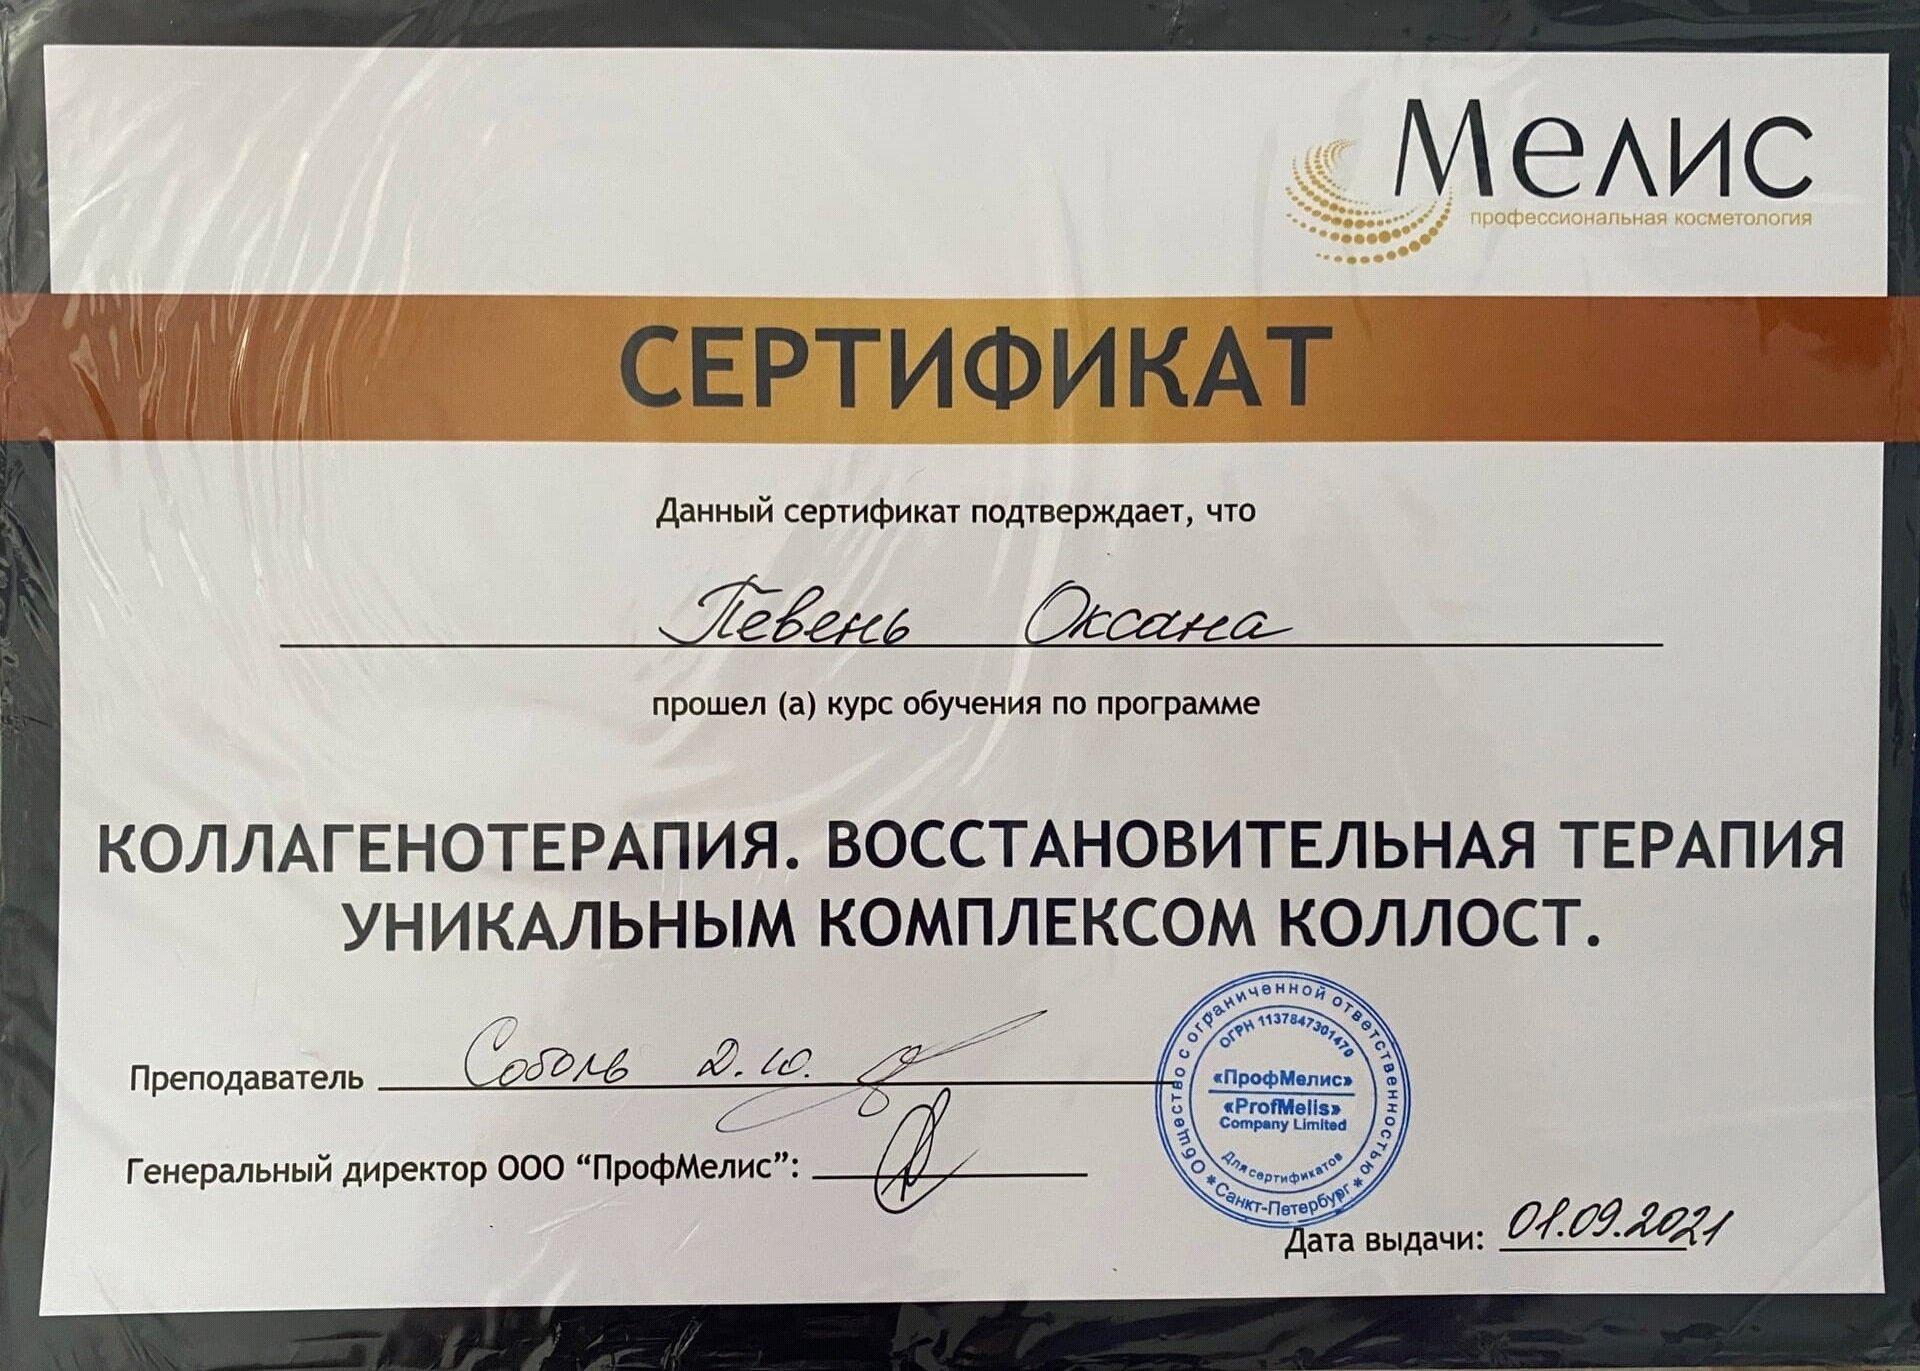 Мелис
профессиональная косметология
СЕРТИФИКАТ
Данный сертификат подтверждает, что
Певень Оксана
прошел (а) курс обучения по программе
КОЛЛАГЕНОТЕРАПИЯ. ВОССТАНОВИТЕЛЬНАЯ ТЕРАПИЯ
УНИКАЛЬНЫМ КОМПЛЕКСОМ КОЛЛОСТ.
Преподаватель Соболь Д.Ю.
Генеральный директор ООО “ПрофМелис”:
Общество с ограниченной ответственностью
ОГРН 1137847301470
«ПрофМелис»
«ProfMelis»
Company Limited
Для сертификатов
* Санкт-Петербург *
Дата выдачи: 01.09.2021